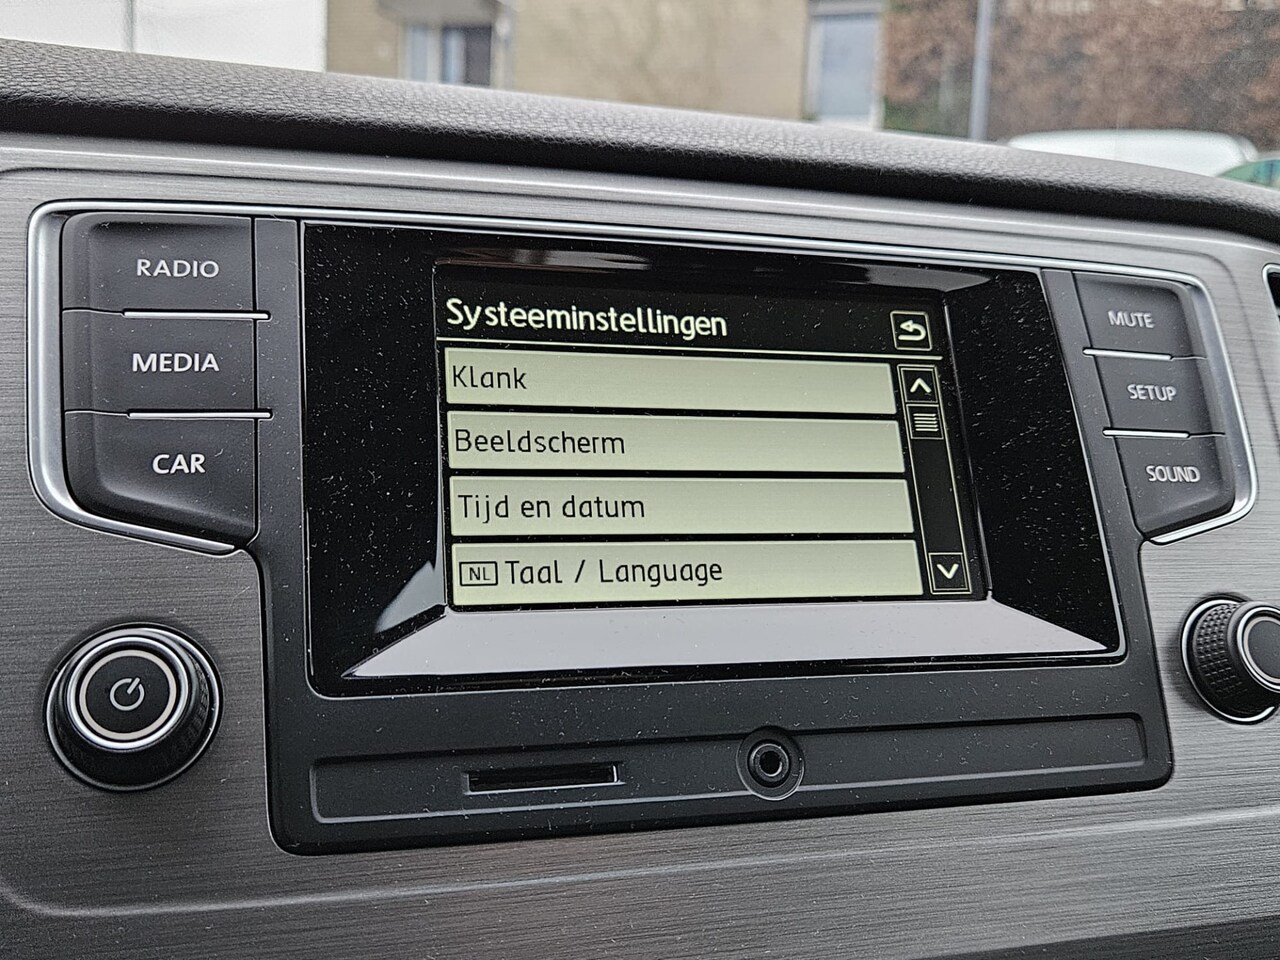 RADIO
MEDIA
CAR
Systeeminstellingen
Klank
Beeldscherm
Tijd en datum
NL Taal / Language
MUTE
SETUP
SOUND